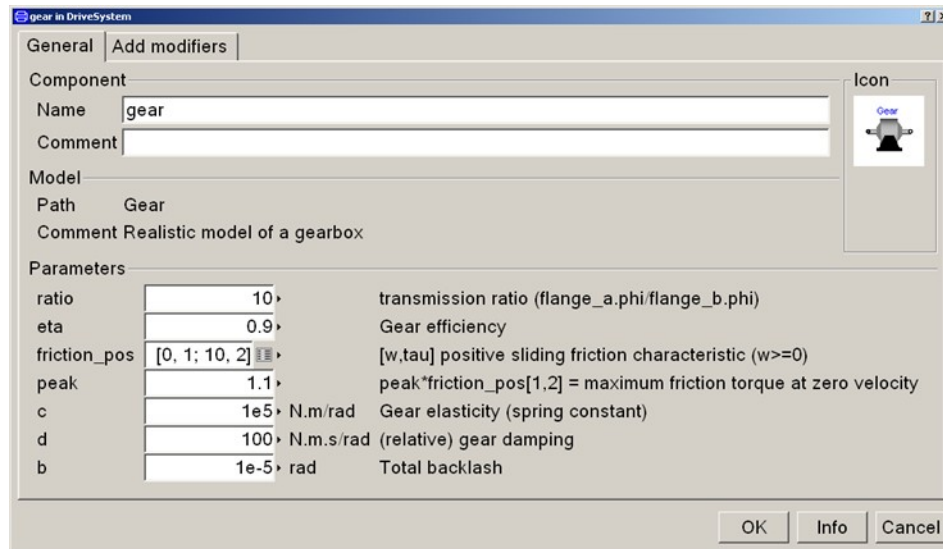 gear in DriveSystem
General Add modifiers
Component
Icon
Name gear
Gear
Comment
Model
Path Gear
Comment Realistic model of a gearbox
Parameters
ratio 10 transmission ratio (flange_a.phi/flange_b.phi)
eta 0.9 Gear efficiency
friction_pos [0, 1; 10, 2] [w,tau] positive sliding friction characteristic (w>=0)
peak 1.1 peak*friction_pos[1,2] = maximum friction torque at zero velocity
c 1e5 N.m/rad Gear elasticity (spring constant)
d 100 N.m.s/rad (relative) gear damping
b 1e-5 rad Total backlash
OK Info Cancel